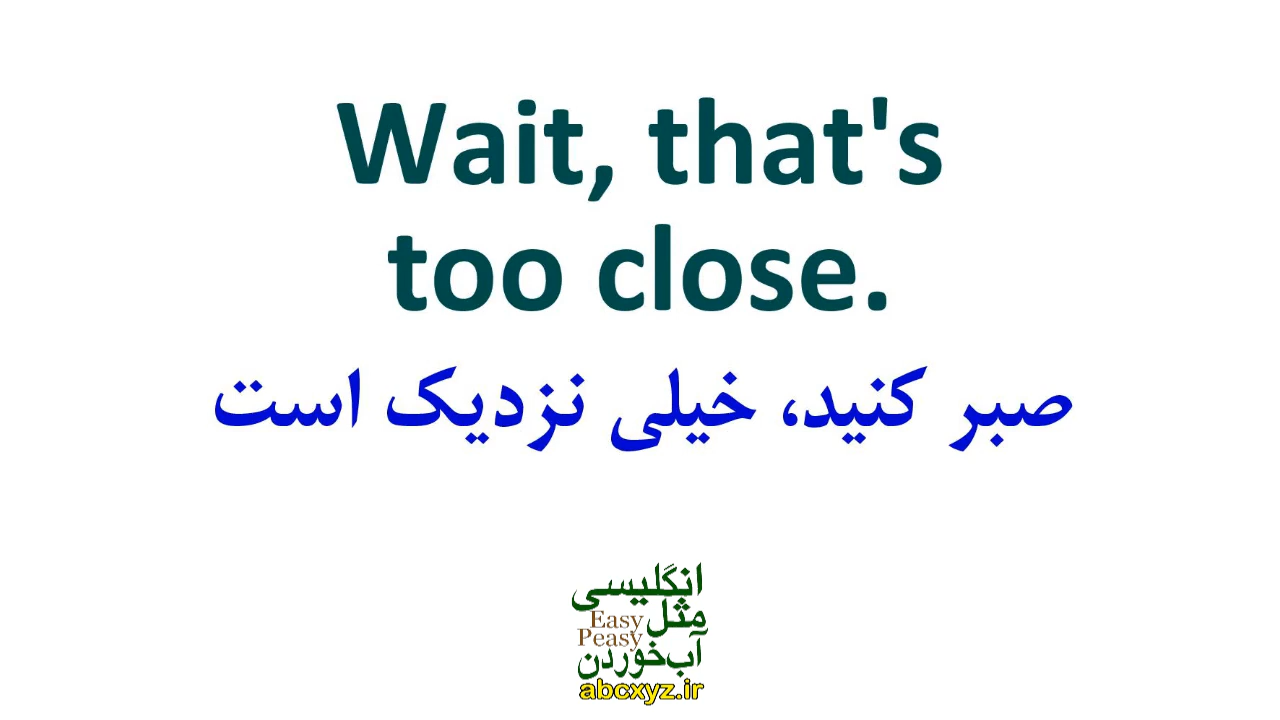 Wait, that's
too close.
صبر کنید، خیلی نزدیک است
انگلیسی
مثل
Easy
Peasy
آب‌خوردن
abcxyz.ir